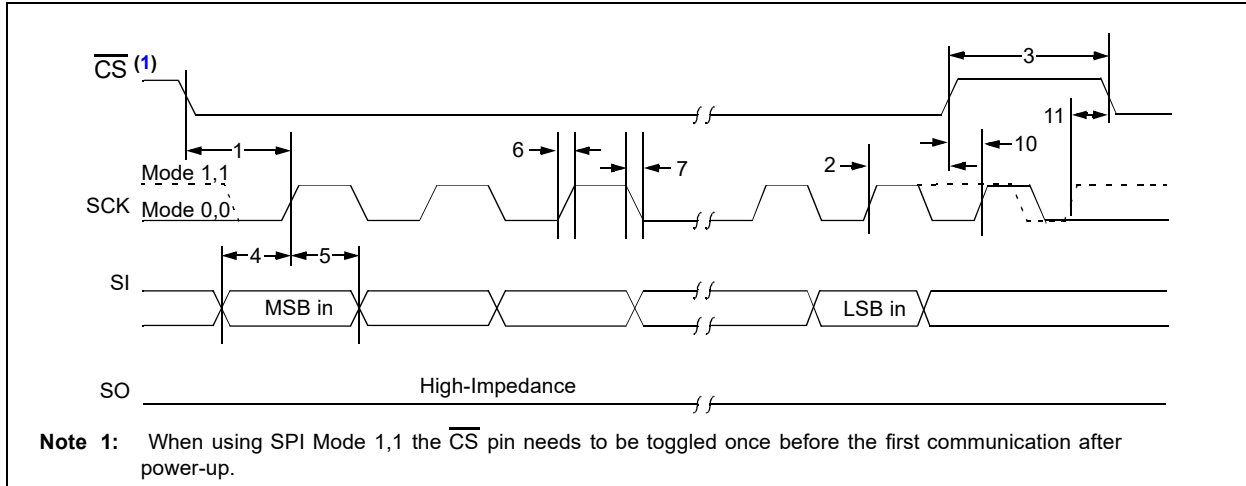 CS (1)
3
11
1
6
7
2
10
Mode 1,1
SCK
Mode 0,0
4
5
SI
MSB in
LSB in
SO
High-Impedance
Note 1: When using SPI Mode 1,1 the CS pin needs to be toggled once before the first communication after
power-up.